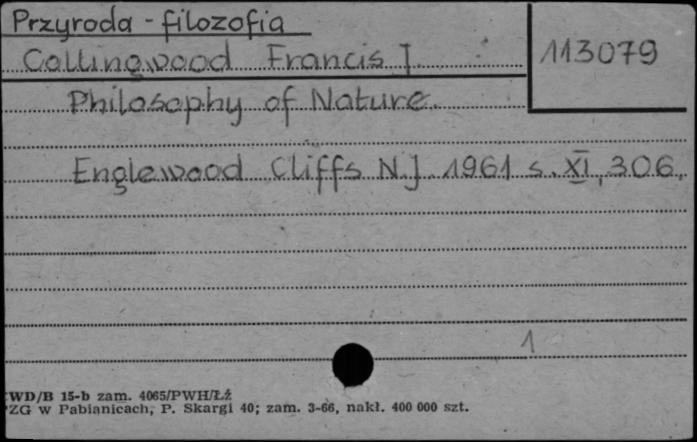 Przyroda - filozofia
Collingwood Francis J.
113079
Philosophy of Nature.
Englewood Cliffs N.J. 1961 s. XI, 306,
1
WD/B 15-b zam. 4065/PWH/Łź
PZG w Pabianicach, P. Skargi 40; zam. 3-66, nakł. 400 000 szt.